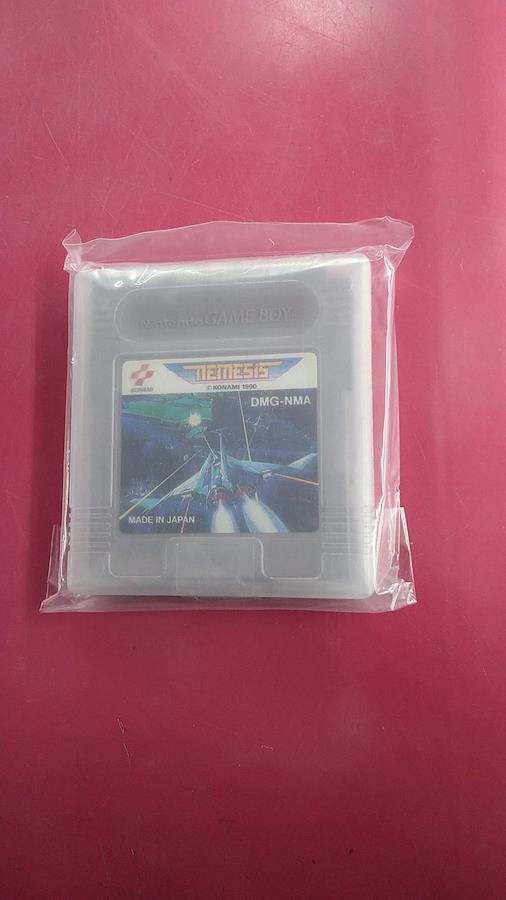 Nintendo GAME BOY
NEMESIS
KONAMI
© KONAMI 1990
DMG-NMA
MADE IN JAPAN